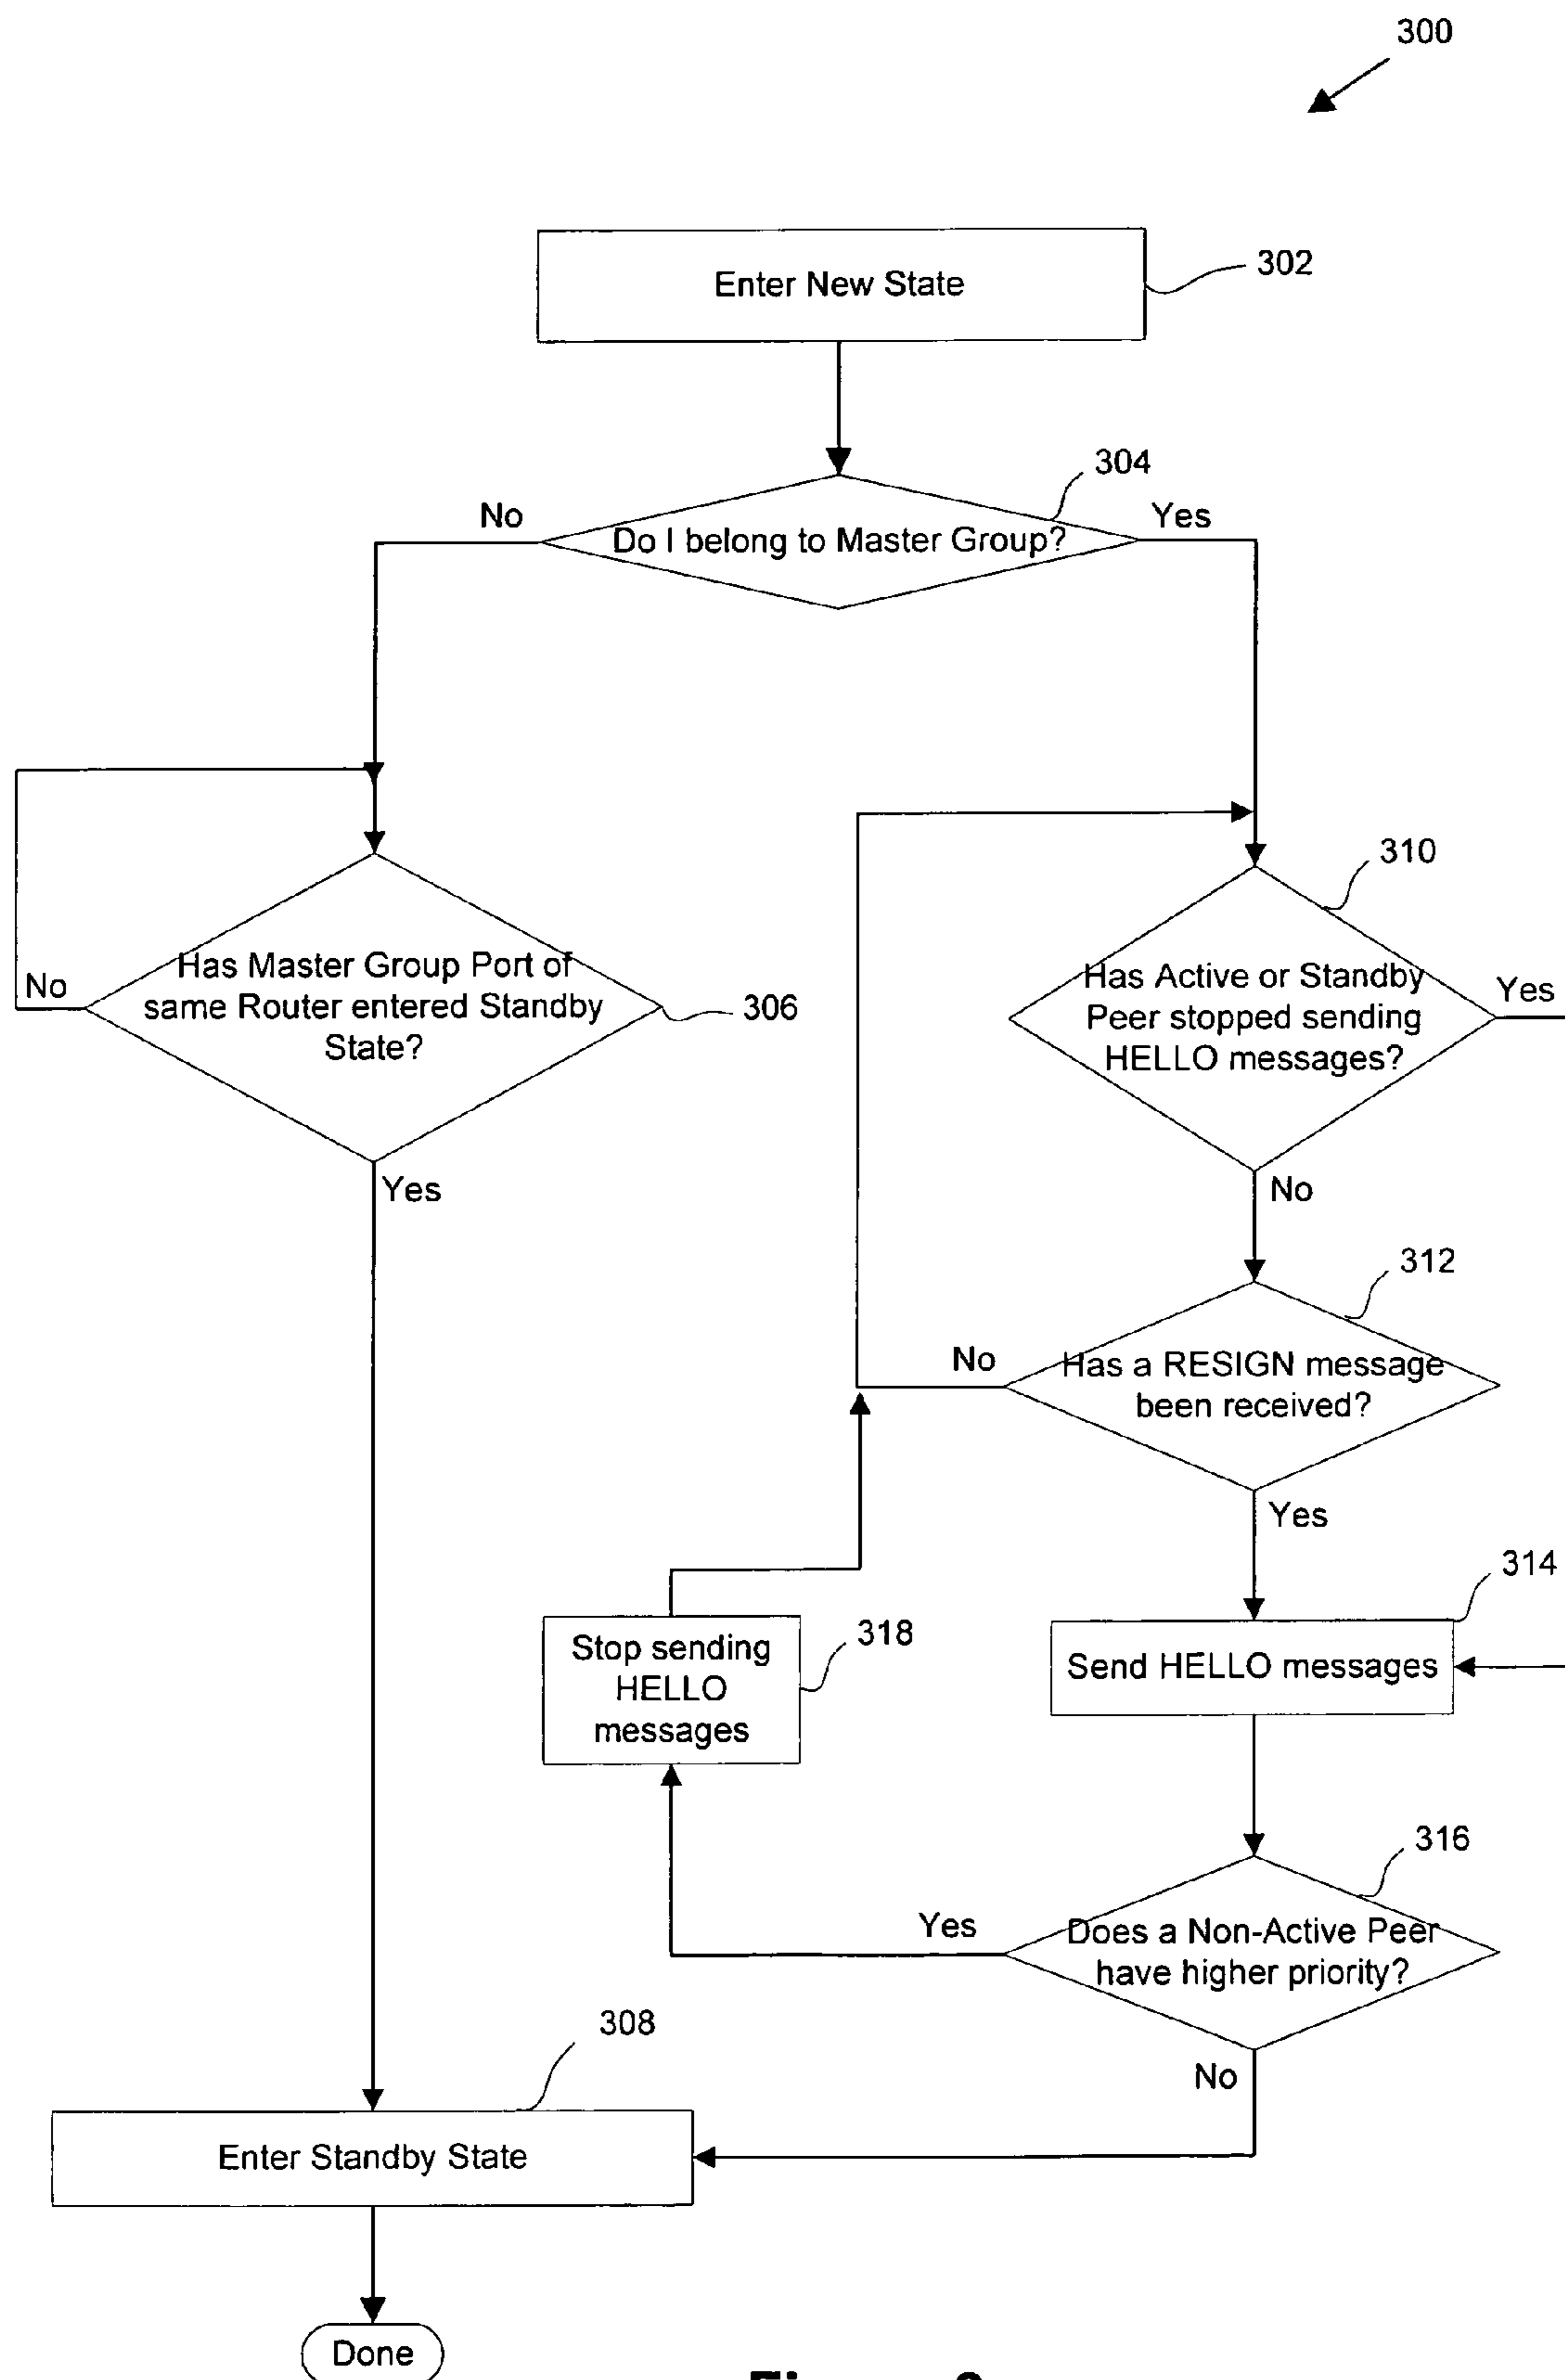 300
Enter New State
302
304
No
Yes
Do I belong to Master Group?
310
Has Master Group Port of
same Router entered Standby
State?
No
306
Yes
Has Active or Standby
Peer stopped sending
HELLO messages?
Yes
No
312
No
Has a RESIGN message
been received?
Yes
314
Send HELLO messages
Stop sending
HELLO
messages
318
316
Yes
Does a Non-Active Peer
have higher priority?
No
308
Enter Standby State
Done